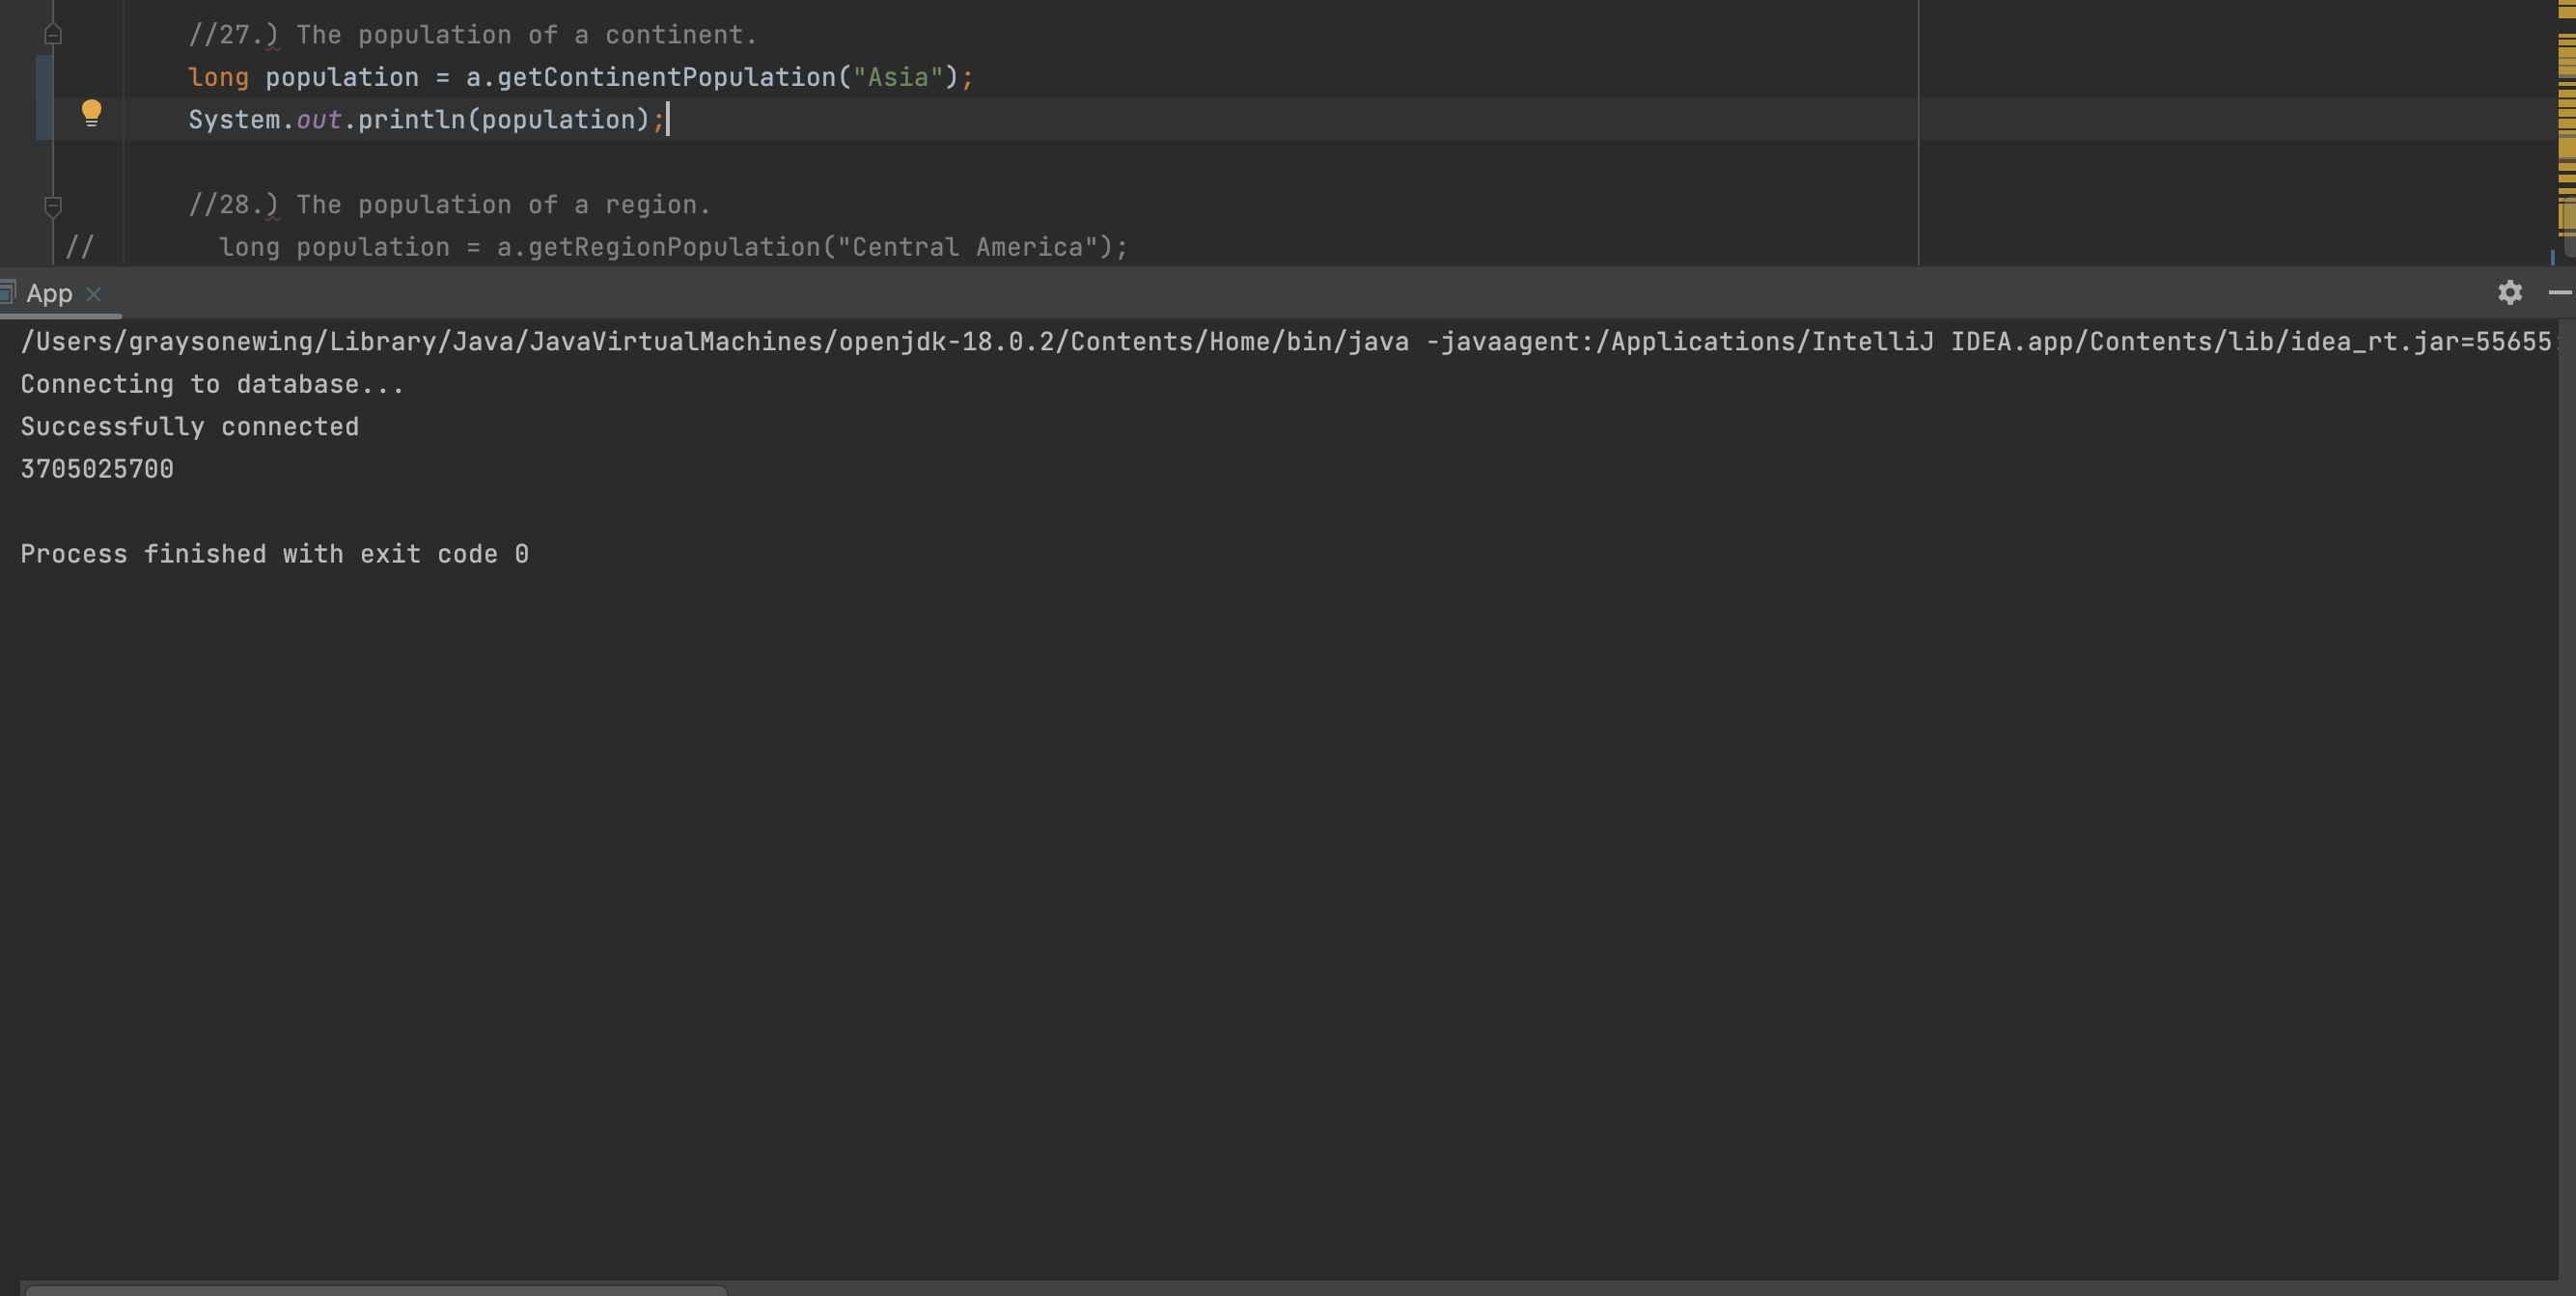 //27.) The population of a continent.
long population = a.getContinentPopulation("Asia");
System.out.println(population);
//28.) The population of a region.
// long population = a.getRegionPopulation("Central America");
App
/Users/graysonewing/Library/Java/JavaVirtualMachines/openjdk-18.0.2/Contents/Home/bin/java -javaagent:/Applications/IntelliJ IDEA.app/Contents/lib/idea_rt.jar=55655:
Connecting to database...
Successfully connected
3705025700
Process finished with exit code 0